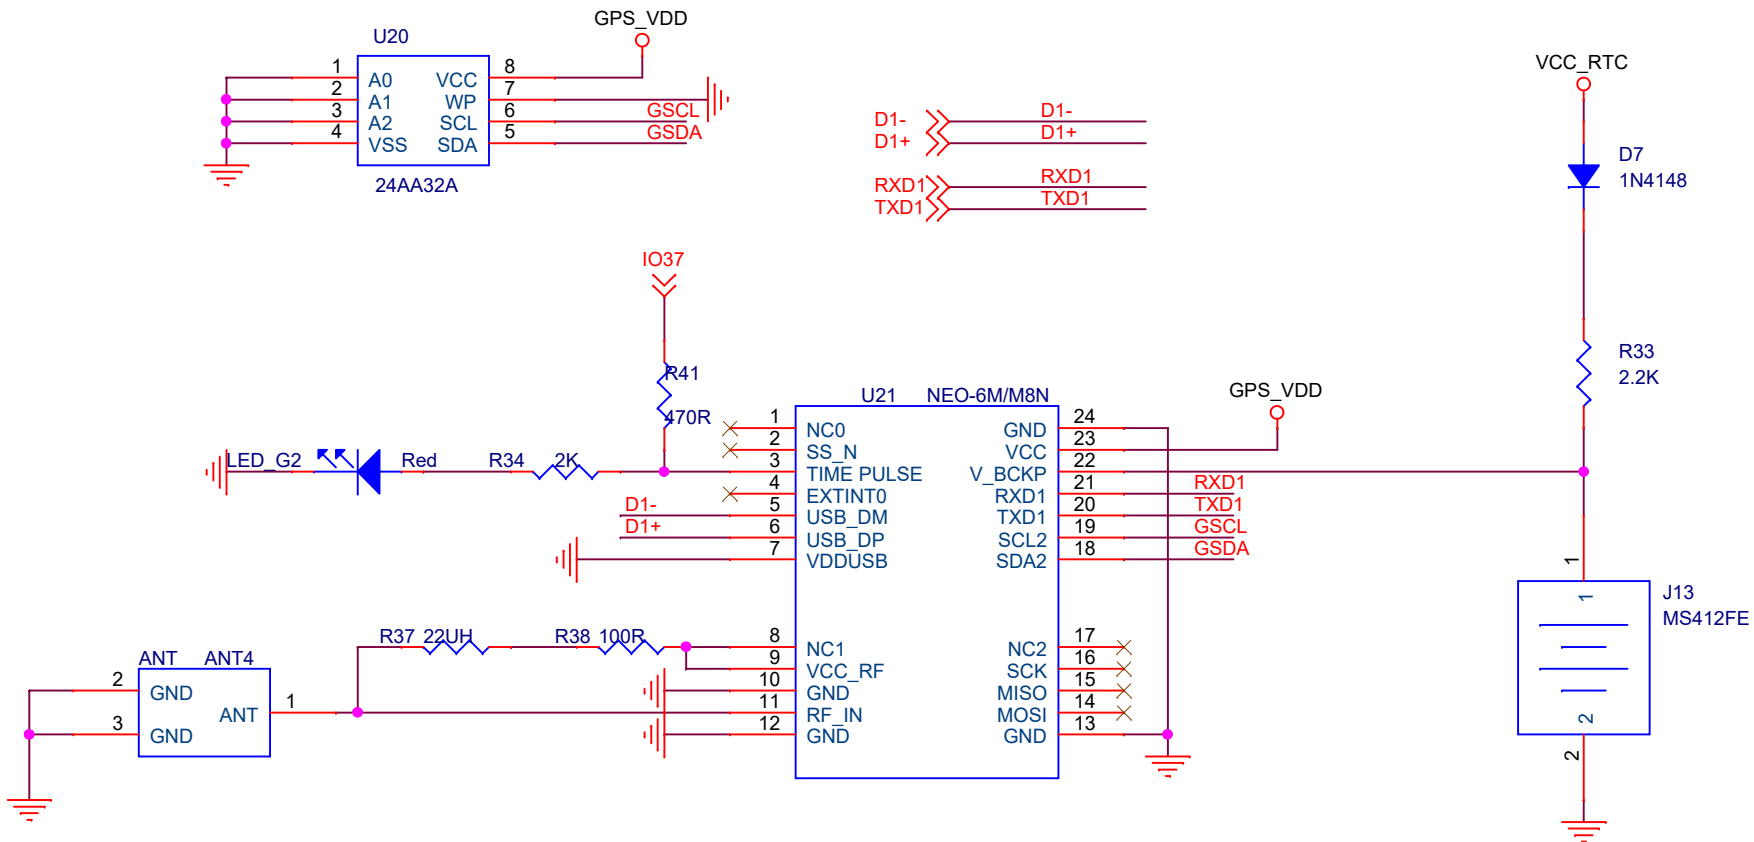 GPS_VDD
U20
1 A0 VCC 8
2 A1 WP 7
3 A2 SCL 6 GSCL
4 VSS SDA 5 GSDA
24AA32A
D1- D1-
D1+ D1+
RXD1 RXD1
TXD1 TXD1
VCC_RTC
D7
1N4148
R33
2.2K
IO37
R41
470R
LED_G2 Red R34 2K
U21 NEO-6M/M8N
GPS_VDD
1 NC0 GND 24
2 SS_N VCC 23
3 TIME PULSE V_BCKP 22
4 EXTINT0 RXD1 21 RXD1
D1- 5 USB_DM TXD1 20 TXD1
D1+ 6 USB_DP SCL2 19 GSCL
7 VDDUSB SDA2 18 GSDA
R37 22UH R38 100R 8 NC1 NC2 17
9 VCC_RF SCK 16
10 GND MISO 15
11 RF_IN MOSI 14
12 GND GND 13
ANT ANT4
2 GND
ANT 1
3 GND
1
1
J13
MS412FE
2
2